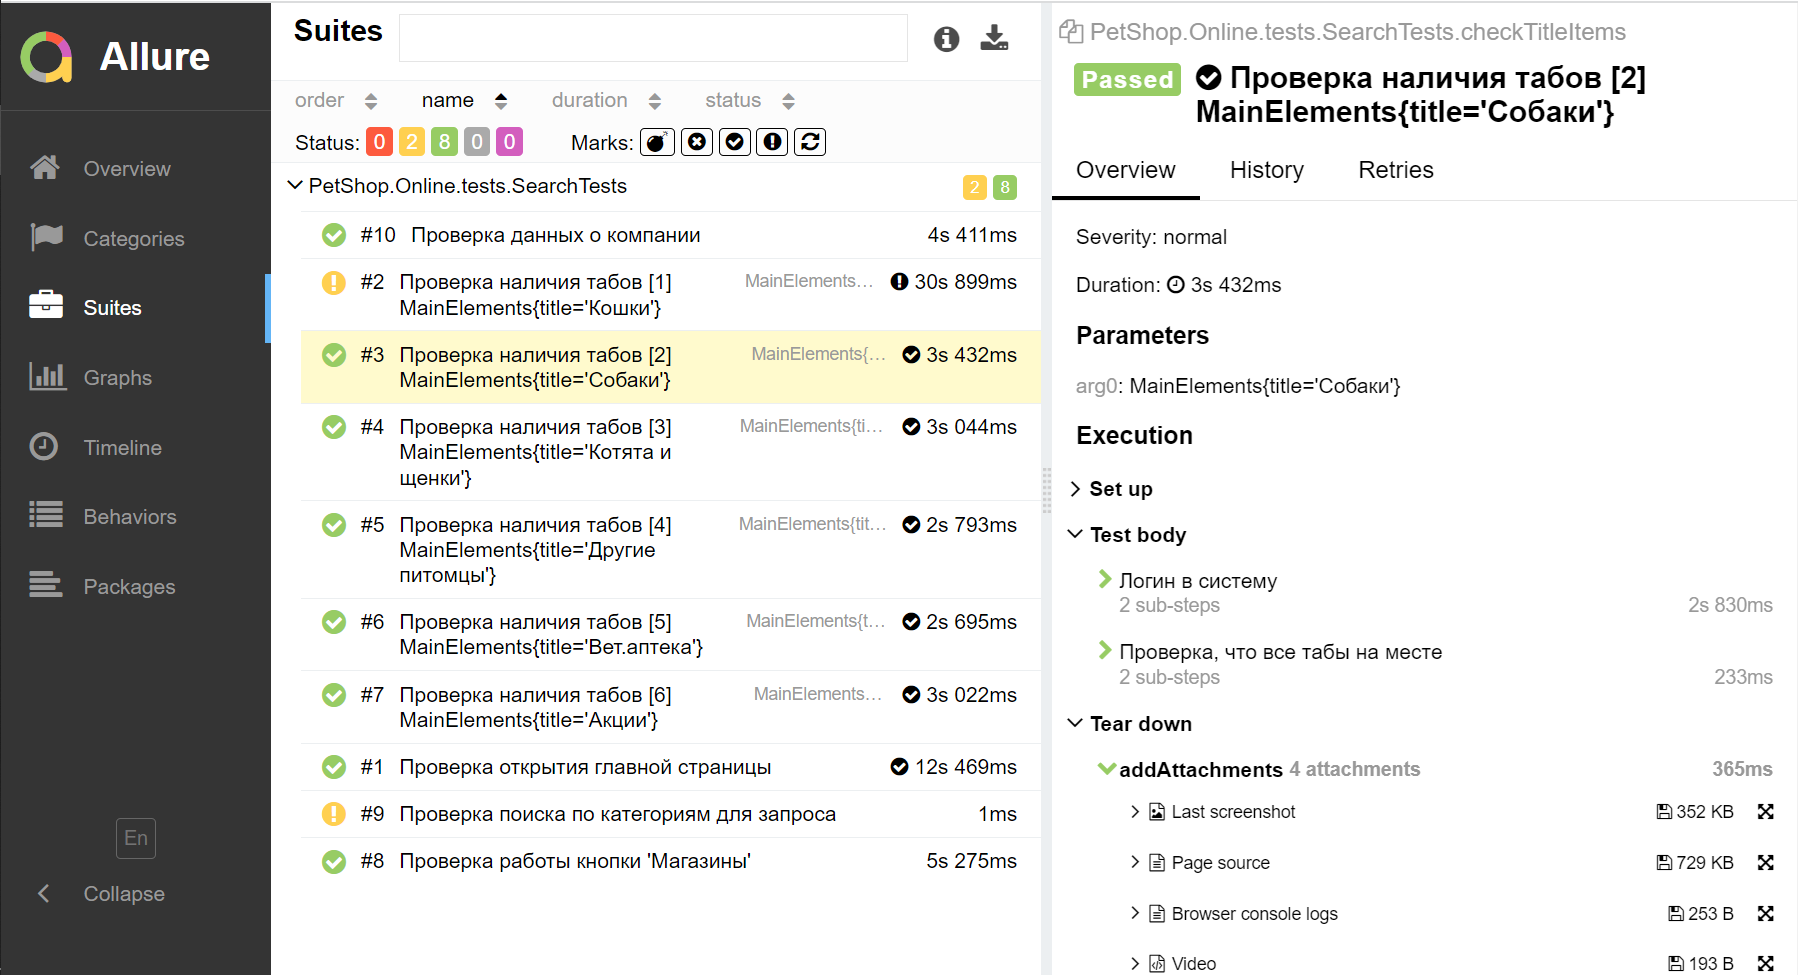 Allure
Overview
Categories
Suites
Graphs
Timeline
Behaviors
Packages
En
Collapse
Suites
order name duration status
Status: 0 2 8 0 0 Marks:
PetShop.Online.tests.SearchTests 2 8
#10 Проверка данных о компании 4s 411ms
#2 Проверка наличия табов [1] MainElements… 30s 899ms
MainElements{title='Кошки'}
#3 Проверка наличия табов [2] MainElements{… 3s 432ms
MainElements{title='Собаки'}
#4 Проверка наличия табов [3] MainElements{ti… 3s 044ms
MainElements{title='Котята и
щенки'}
#5 Проверка наличия табов [4] MainElements{tit… 2s 793ms
MainElements{title='Другие
питомцы'}
#6 Проверка наличия табов [5] MainElements{t… 2s 695ms
MainElements{title='Вет.аптека'}
#7 Проверка наличия табов [6] MainElements… 3s 022ms
MainElements{title='Акции'}
#1 Проверка открытия главной страницы 12s 469ms
#9 Проверка поиска по категориям для запроса 1ms
#8 Проверка работы кнопки 'Магазины' 5s 275ms
PetShop.Online.tests.SearchTests.checkTitleItems
Passed Проверка наличия табов [2]
MainElements{title='Собаки'}
Overview History Retries
Severity: normal
Duration: 3s 432ms
Parameters
arg0: MainElements{title='Собаки'}
Execution
Set up
Test body
Логин в систему
2 sub-steps 2s 830ms
Проверка, что все табы на месте
2 sub-steps 233ms
Tear down
addAttachments 4 attachments 365ms
Last screenshot 352 KB
Page source 729 KB
Browser console logs 253 B
Video 193 B